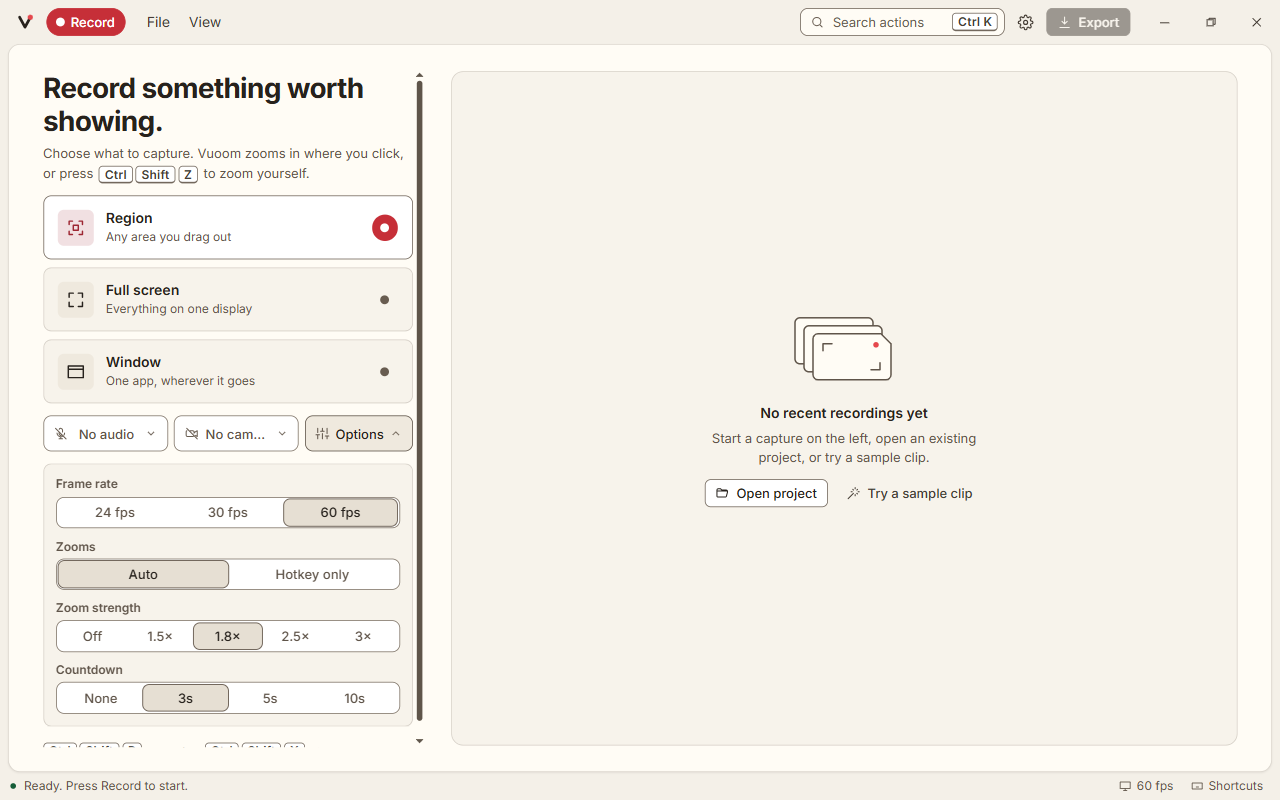 Record
File
View
Search actions
Ctrl K
Export
Record something worth
showing.
Choose what to capture. Vuoom zooms in where you click,
or press Ctrl Shift Z to zoom yourself.
Region
Any area you drag out
Full screen
Everything on one display
Window
One app, wherever it goes
No audio
No cam...
Options
Frame rate
24 fps
30 fps
60 fps
Zooms
Auto
Hotkey only
Zoom strength
Off
1.5×
1.8×
2.5×
3×
Countdown
None
3s
5s
10s
No recent recordings yet
Start a capture on the left, open an existing
project, or try a sample clip.
Open project
Try a sample clip
Ready. Press Record to start.
60 fps
Shortcuts